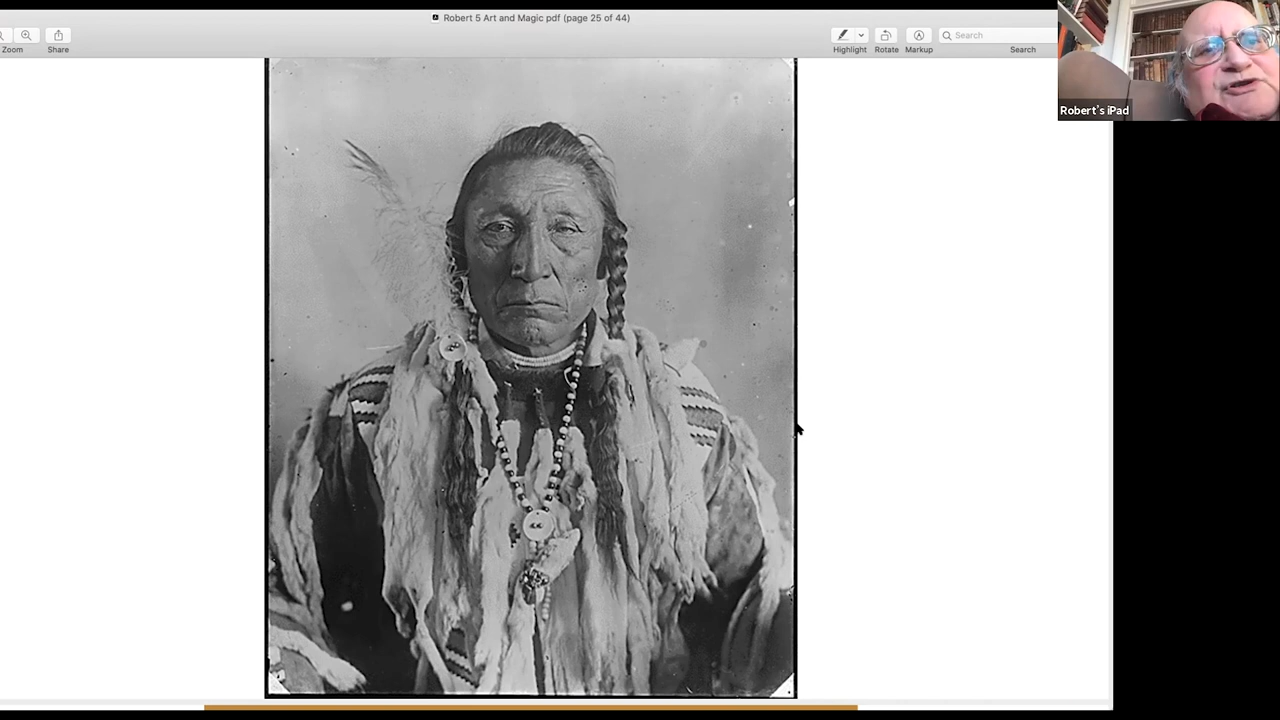 Robert 5 Art and Magic pdf (page 25 of 44)
Zoom
Share
Highlight
Rotate
Markup
Search
Search
Robert's iPad